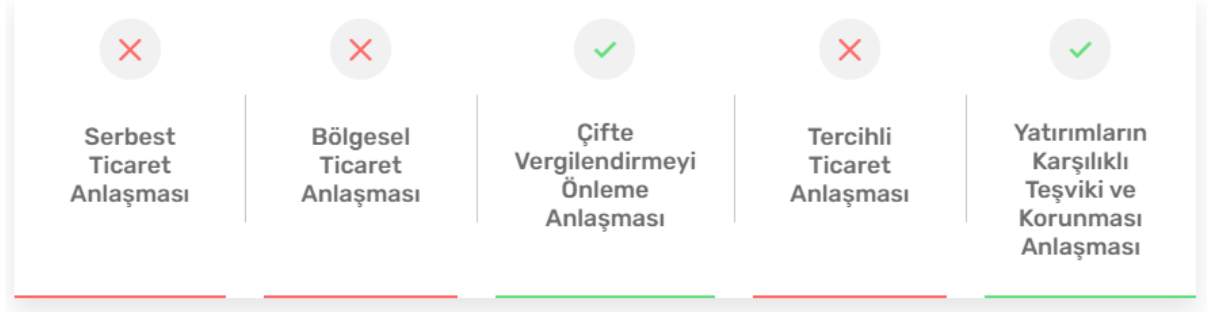 Serbest
Ticaret
Anlaşması
Bölgesel
Ticaret
Anlaşması
Çifte
Vergilendirmeyi
Önleme
Anlaşması
Tercihli
Ticaret
Anlaşması
Yatırımların
Karşılıklı
Teşviki ve
Korunması
Anlaşması